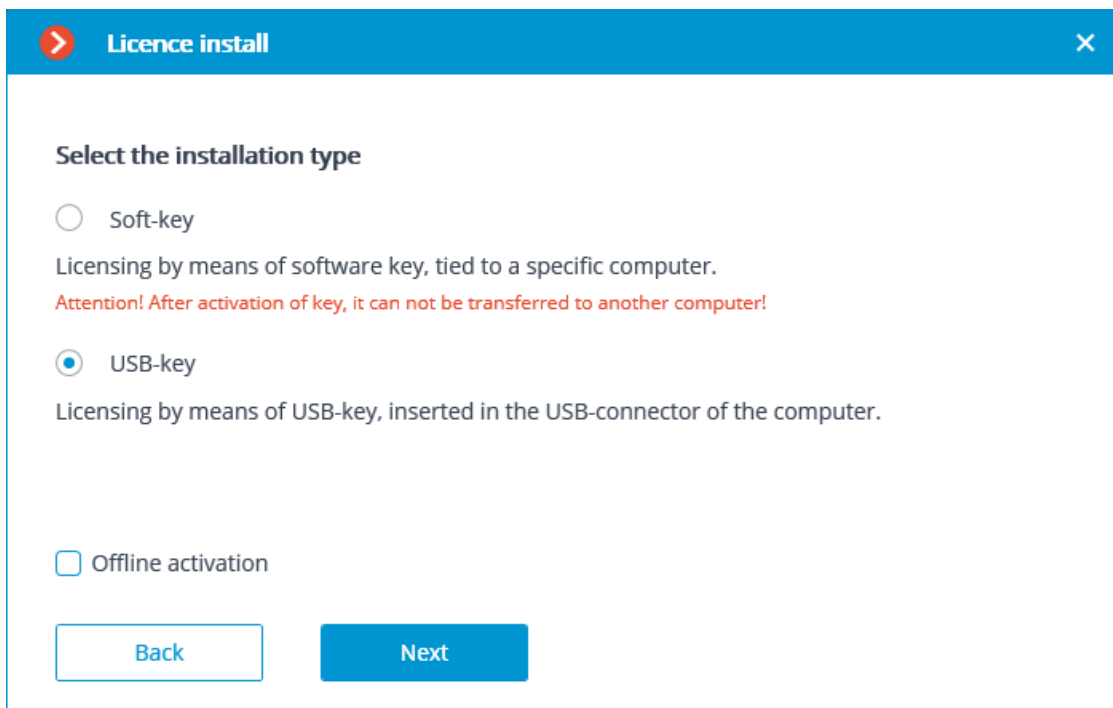 Licence install
Select the installation type
Soft-key
Licensing by means of software key, tied to a specific computer.
Attention! After activation of key, it can not be transferred to another computer!
USB-key
Licensing by means of USB-key, inserted in the USB-connector of the computer.
Offline activation
Back
Next